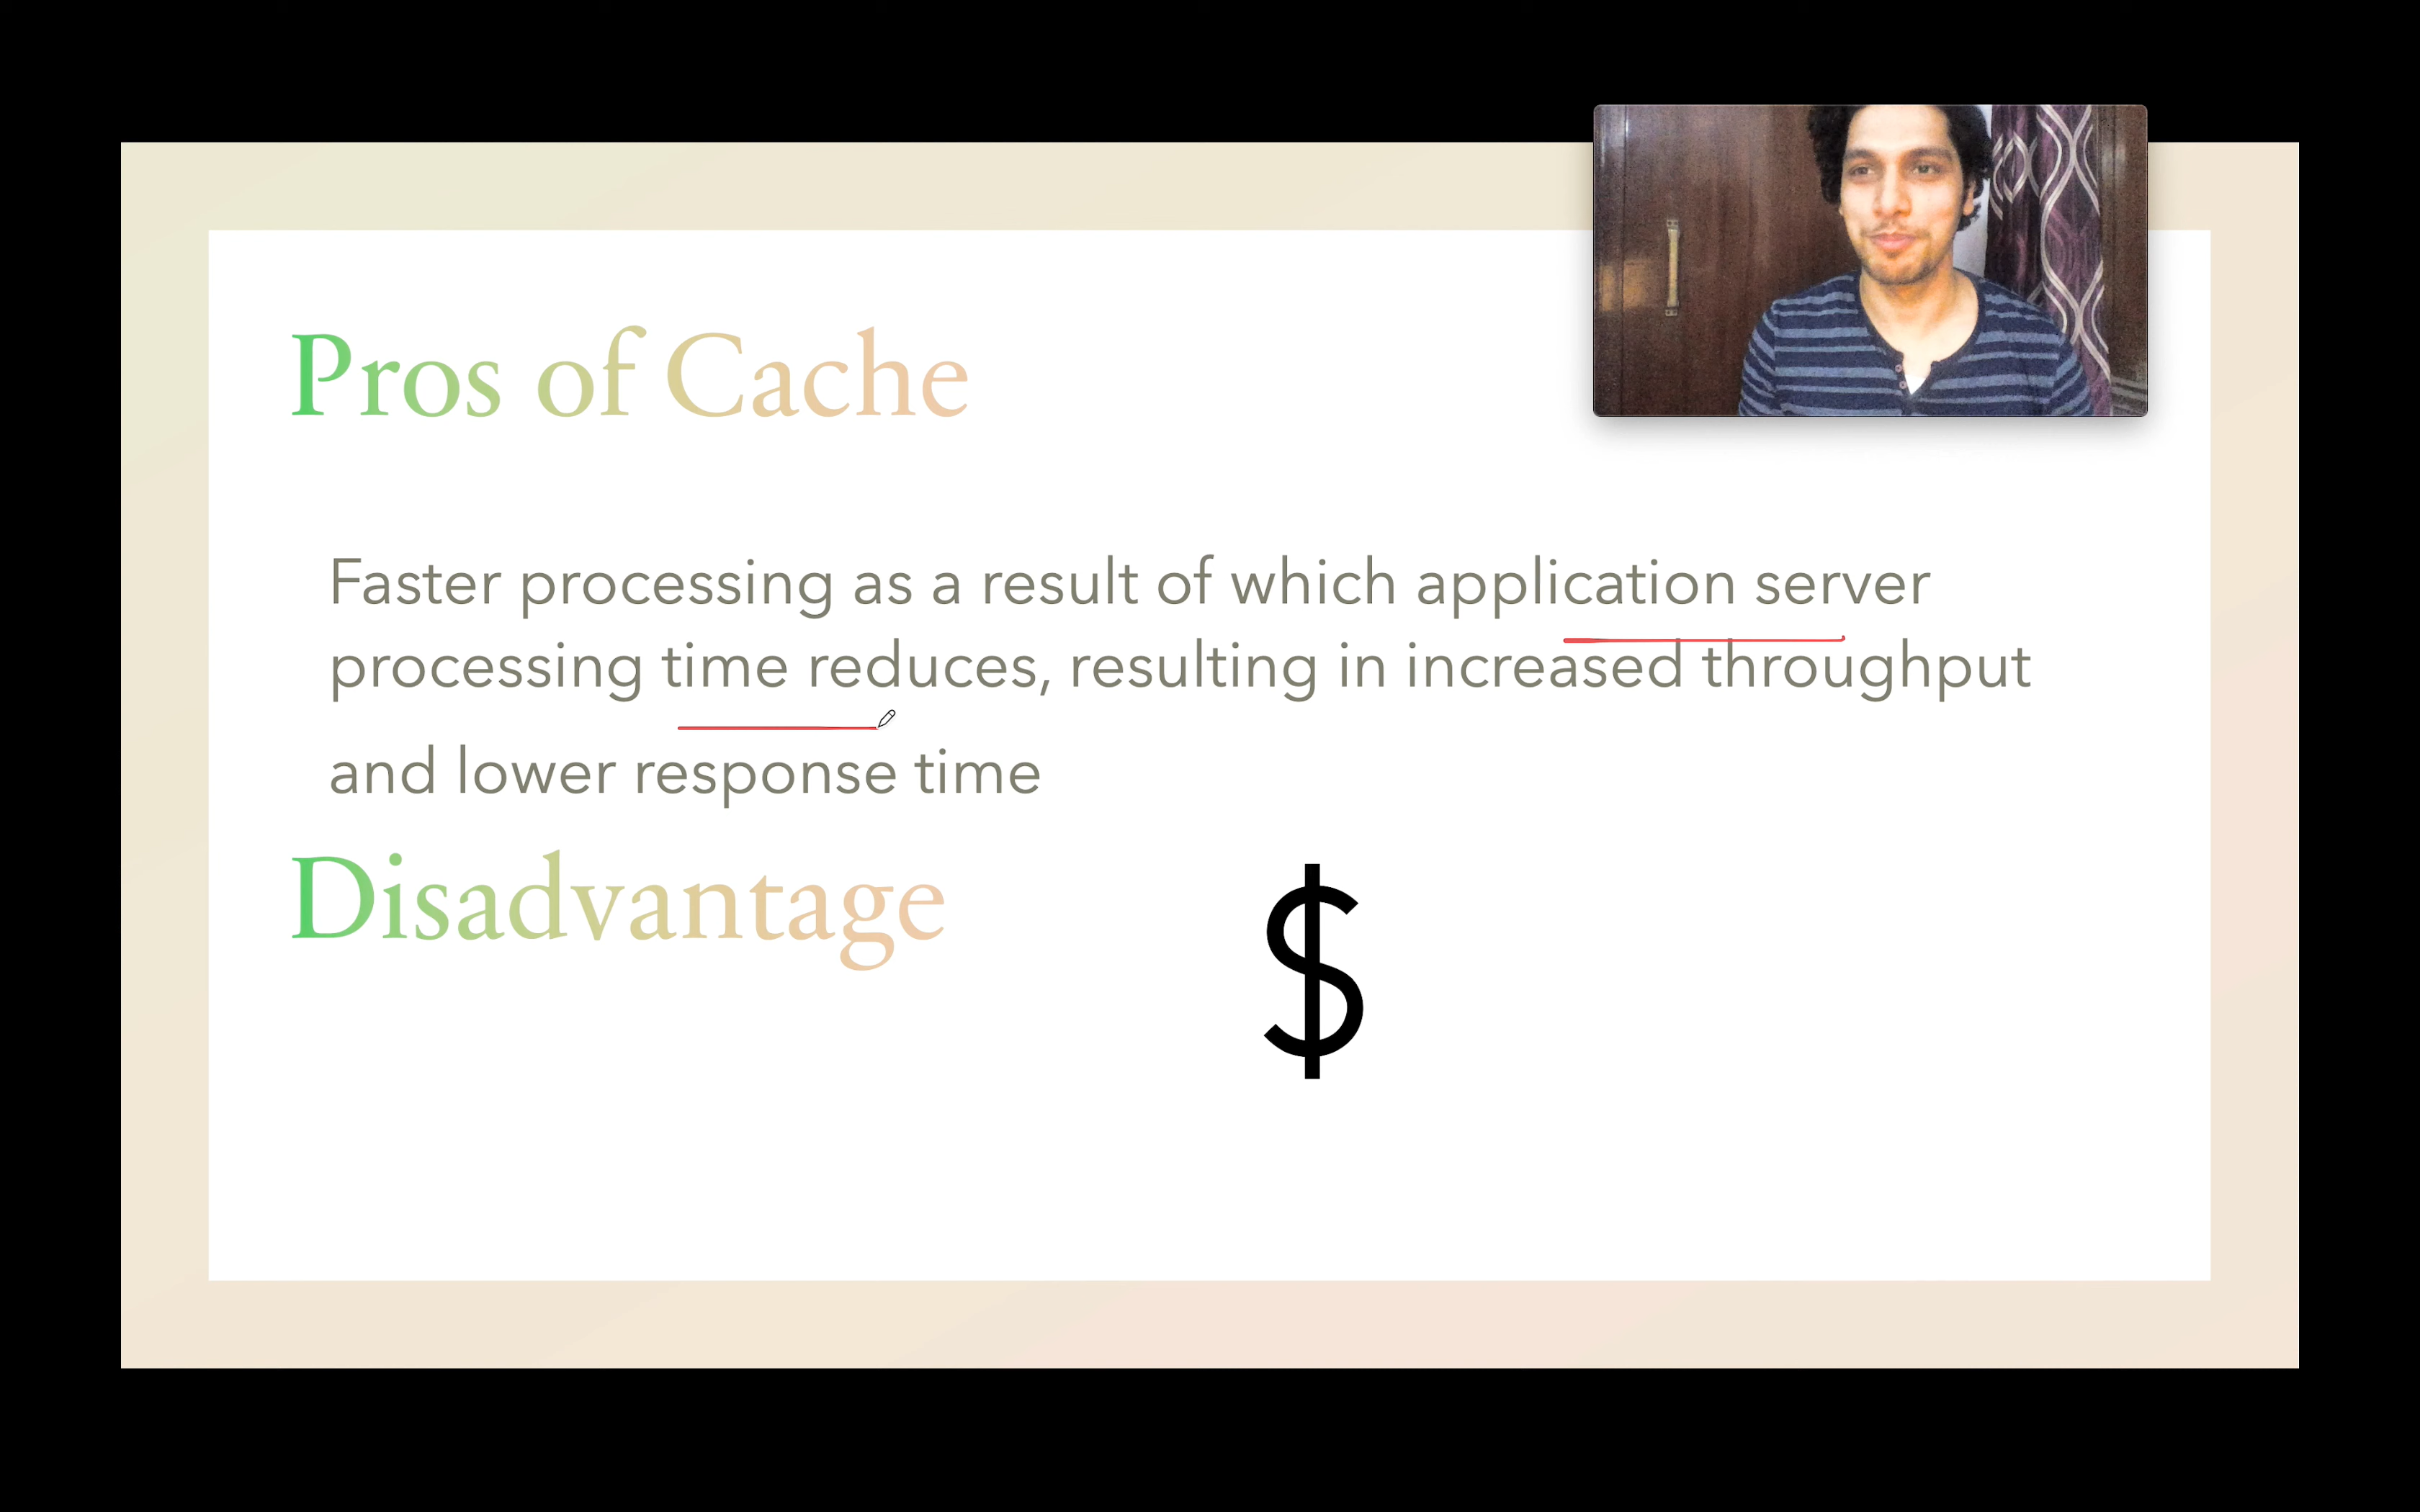 Pros of Cache
Faster processing as a result of which application server
processing time reduces, resulting in increased throughput
and lower response time
Disadvantage
$